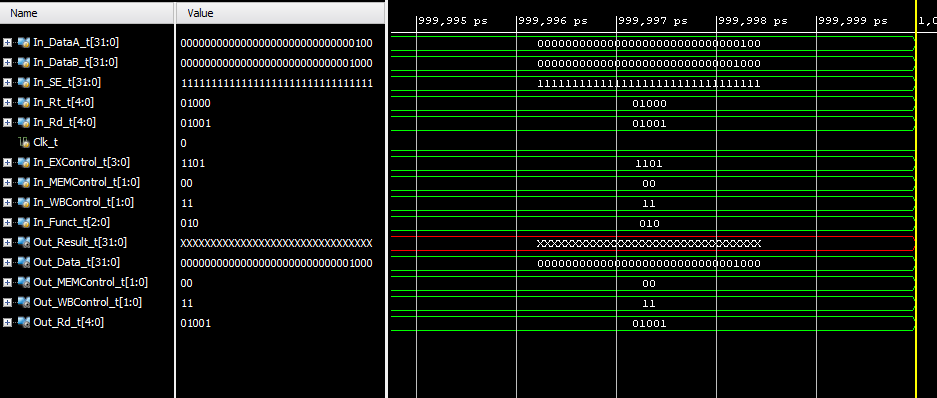 Name Value
999,995 ps 999,996 ps 999,997 ps 999,998 ps 999,999 ps 1,0
In_DataA_t[31:0] 00000000000000000000000000000100 00000000000000000000000000000100
In_DataB_t[31:0] 00000000000000000000000000001000 00000000000000000000000000001000
In_SE_t[31:0] 11111111111111111111111111111111 11111111111111111111111111111111
In_Rt_t[4:0] 01000 01000
In_Rd_t[4:0] 01001 01001
Clk_t 0
In_EXControl_t[3:0] 1101 1101
In_MEMControl_t[1:0] 00 00
In_WBControl_t[1:0] 11 11
In_Funct_t[2:0] 010 010
Out_Result_t[31:0] XXXXXXXXXXXXXXXXXXXXXXXXXXXXXXXX XXXXXXXXXXXXXXXXXXXXXXXXXXXXXXXX
Out_Data_t[31:0] 00000000000000000000000000001000 00000000000000000000000000001000
Out_MEMControl_t[1:0] 00 00
Out_WBControl_t[1:0] 11 11
Out_Rd_t[4:0] 01001 01001